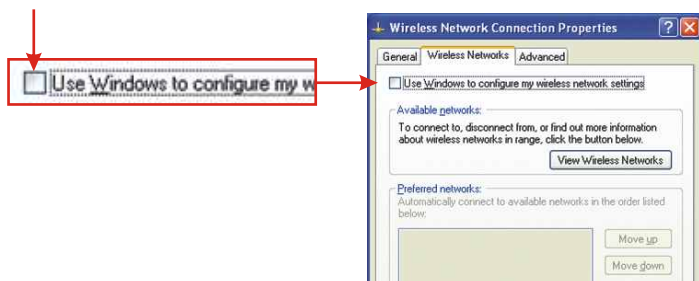 Use Windows to configure my w
Wireless Network Connection Properties
General Wireless Networks Advanced
Use Windows to configure my wireless network settings
Available networks:
To connect to, disconnect from, or find out more information
about wireless networks in range, click the button below.
View Wireless Networks
Preferred networks:
Automatically connect to available networks in the order listed
below:
Move up
Move down